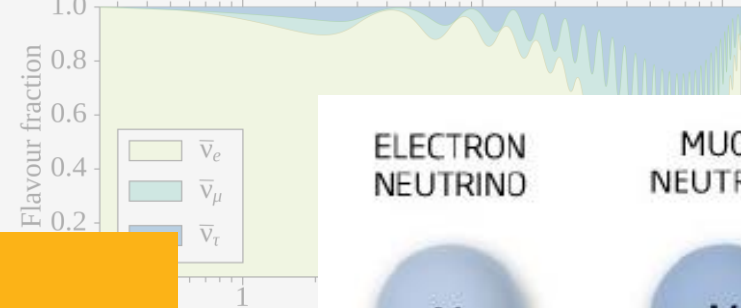 1.0
0.8
0.6
0.4
0.2
Flavour fraction
ν̅e
ν̅μ
ν̅τ
1
ELECTRON
NEUTRINO